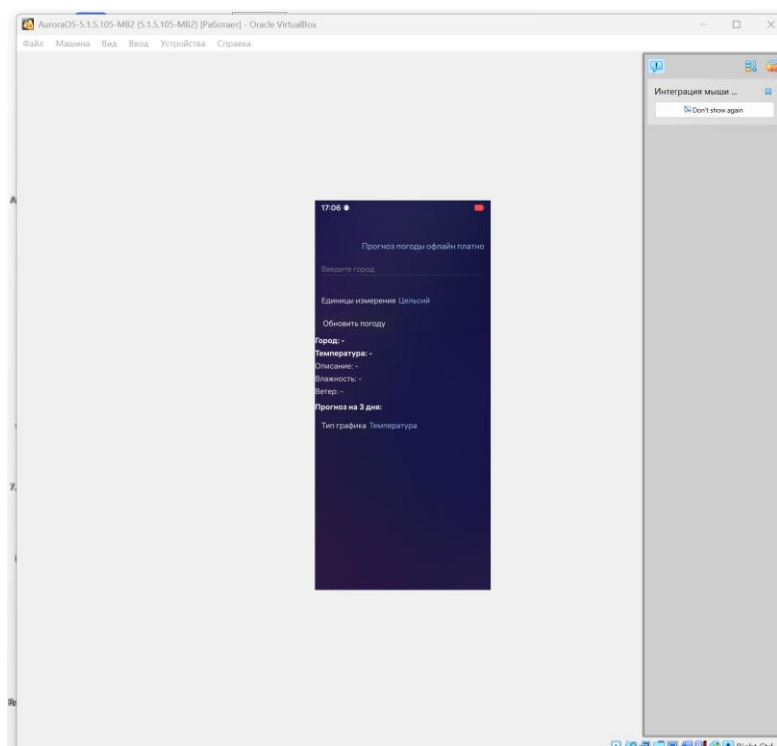 AuroraOS-5.1.5.105-MB2 (5.1.5.105-MB2) [Работает] - Oracle VirtualBox
Файл Машина Вид Ввод Устройства Справка
Интеграция мыши ...
Don't show again
17:06
Прогноз погоды офлайн платно
Введите город
Единицы измерения Цельсий
Обновить погоду
Город: -
Температура: -
Описание: -
Влажность: -
Ветер: -
Прогноз на 3 дня:
Тип графика Температура
Right Ctrl